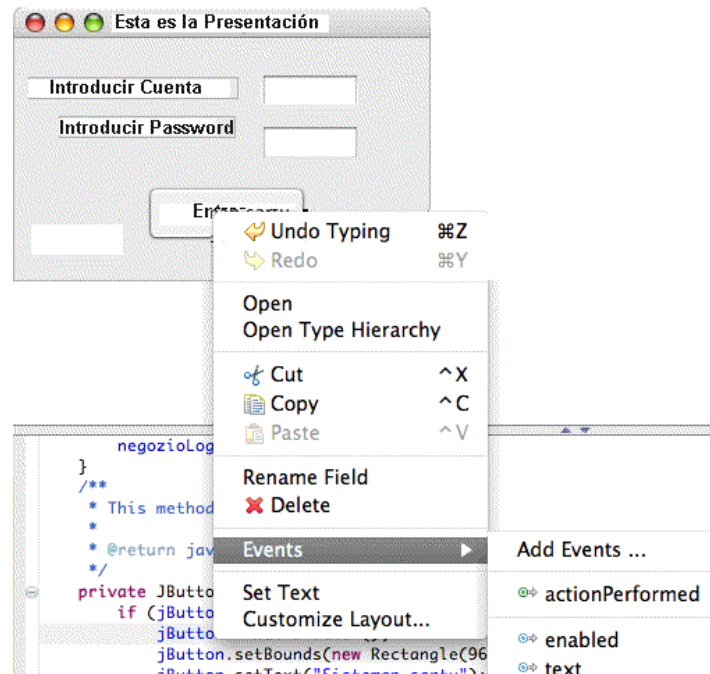 Esta es la Presentación
Introducir Cuenta
Introducir Password
Undo Typing ⌘Z
Redo ⌘Y
Open
Open Type Hierarchy
Cut ^X
Copy ^C
Paste ^V
negozioLog
Rename Field
}
/**
Delete
* This method
*
* @return jav
Events
Add Events ...
*/
private JButto
Set Text
actionPerformed
if (jButto
Customize Layout...
jButto
enabled
jButton.setBounds(new Rectangle(96
text